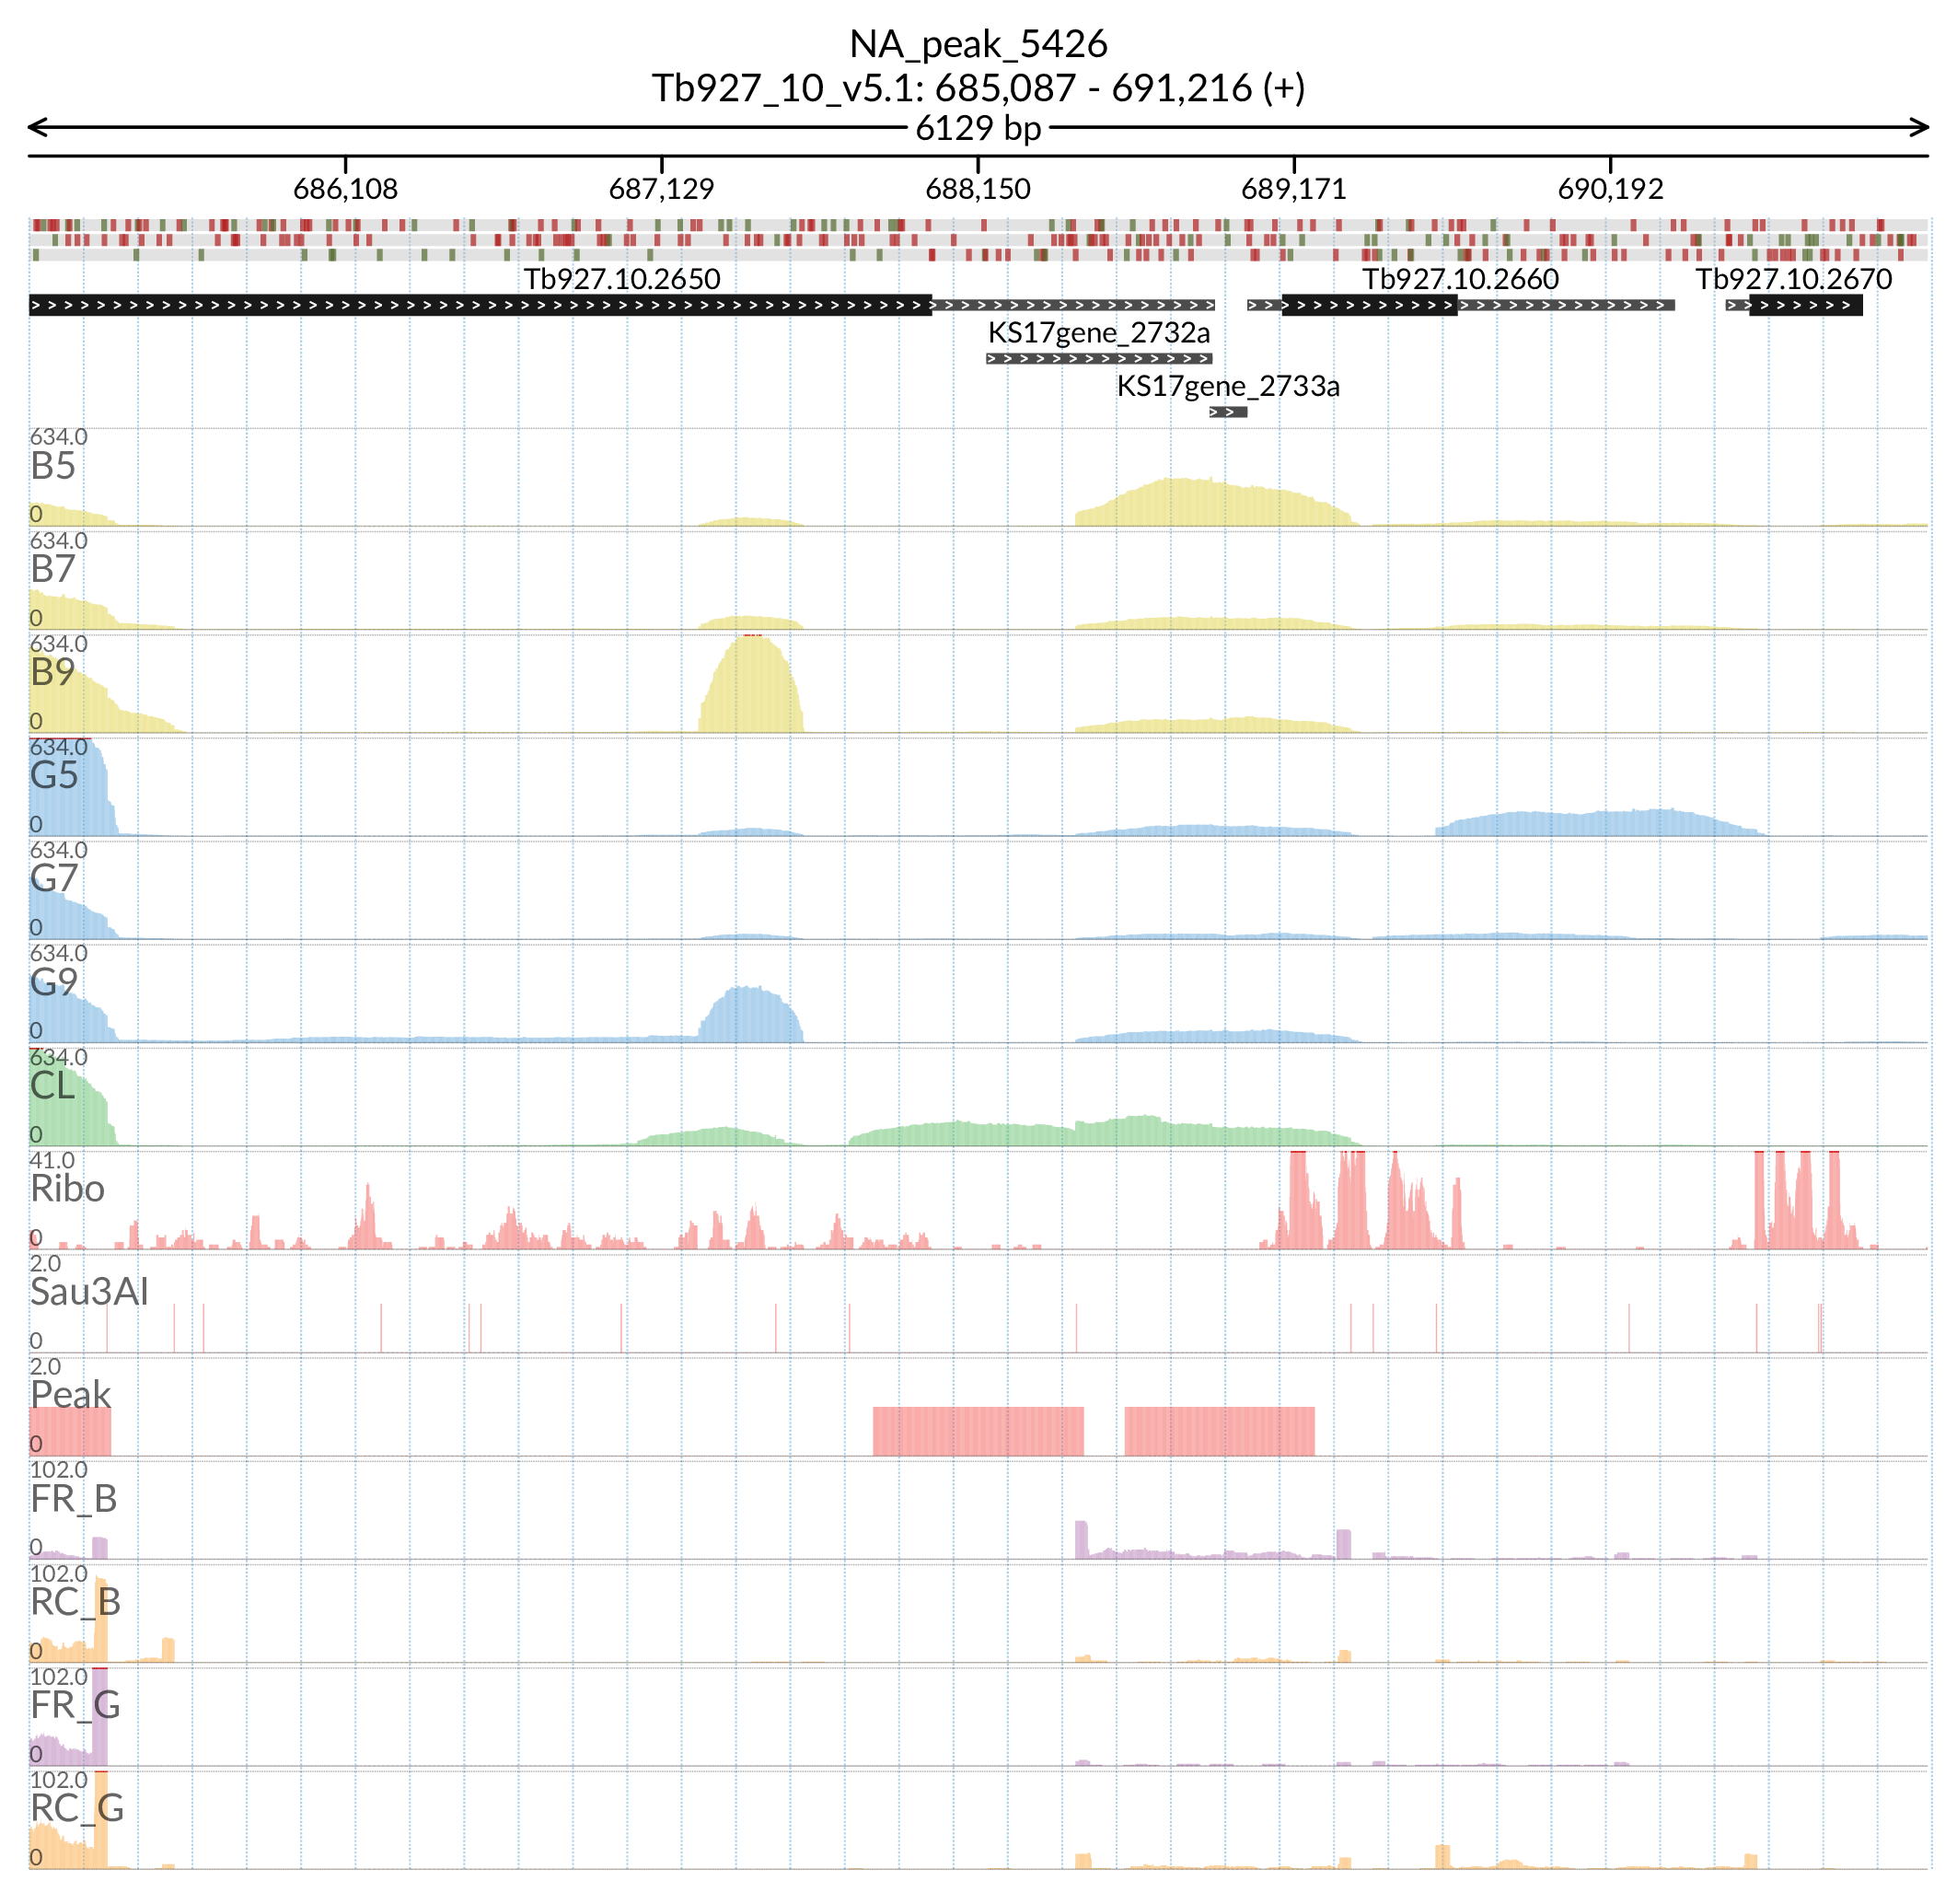 NA_peak_5426
Tb927_10_v5.1: 685,087 - 691,216 (+)
6129 bp
686,108 687,129 688,150 689,171 690,192
Tb927.10.2650 Tb927.10.2660 Tb927.10.2670
KS17gene_2732a
KS17gene_2733a
634.0
B5
0
634.0
B7
0
634.0
B9
0
634.0
G5
0
634.0
G7
0
634.0
G9
0
634.0
CL
0
41.0
Ribo
0
2.0
Sau3AI
0
2.0
Peak
0
102.0
FR_B
0
102.0
RC_B
0
102.0
FR_G
0
102.0
RC_G
0